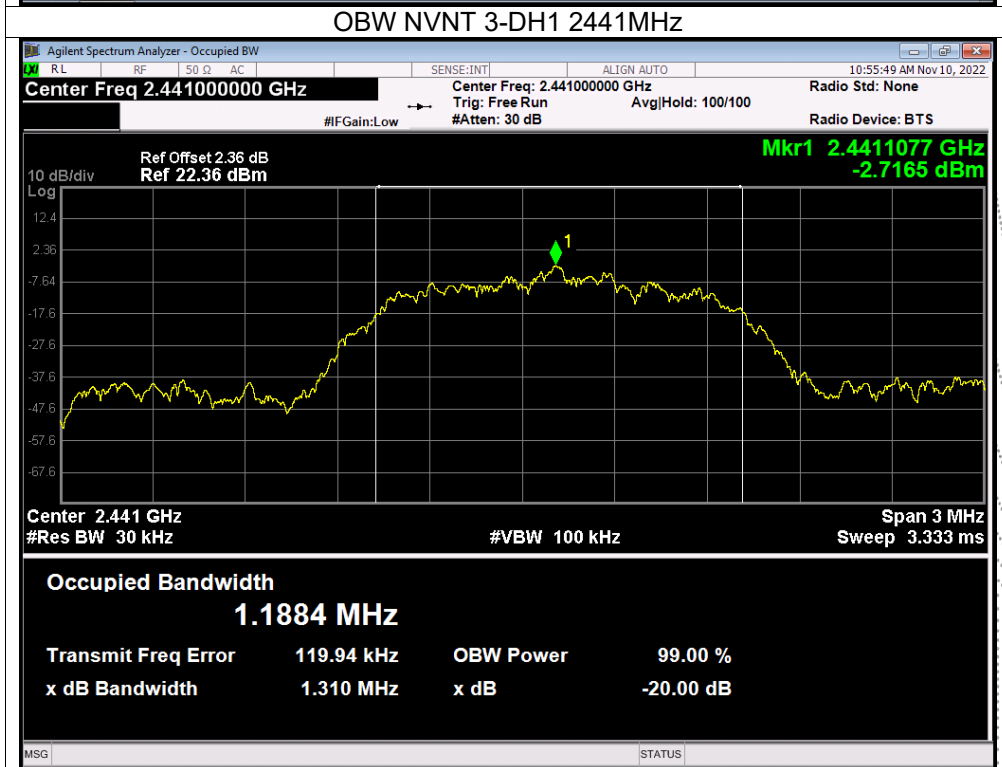 OBW NVNT 3-DH1 2441MHz
Agilent Spectrum Analyzer - Occupied BW
LXI RL RF 50 Ω AC SENSE:INT ALIGN AUTO 10:55:49 AM Nov 10, 2022
Center Freq 2.441000000 GHz Center Freq: 2.441000000 GHz Radio Std: None
Trig: Free Run Avg|Hold: 100/100
#IFGain:Low #Atten: 30 dB Radio Device: BTS
Mkr1 2.4411077 GHz
-2.7165 dBm
Ref Offset 2.36 dB
10 dB/div Ref 22.36 dBm
Log
12.4
2.36
-7.64
-17.6
-27.6
-37.6
-47.6
-57.6
-67.6
1
Center 2.441 GHz Span 3 MHz
#Res BW 30 kHz #VBW 100 kHz Sweep 3.333 ms
Occupied Bandwidth
1.1884 MHz
Transmit Freq Error 119.94 kHz OBW Power 99.00 %
x dB Bandwidth 1.310 MHz x dB -20.00 dB
MSG STATUS